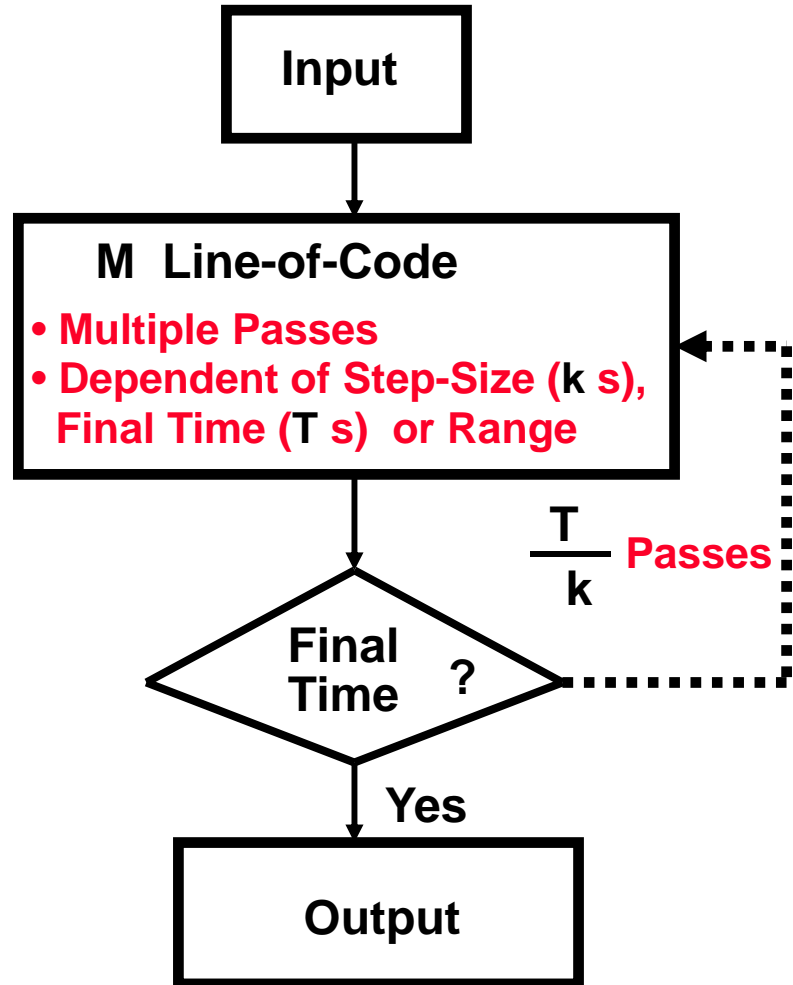 Input
M Line-of-Code
• Multiple Passes
• Dependent of Step-Size (k s),
Final Time (T s) or Range
T
k
Passes
Final
Time ?
Yes
Output